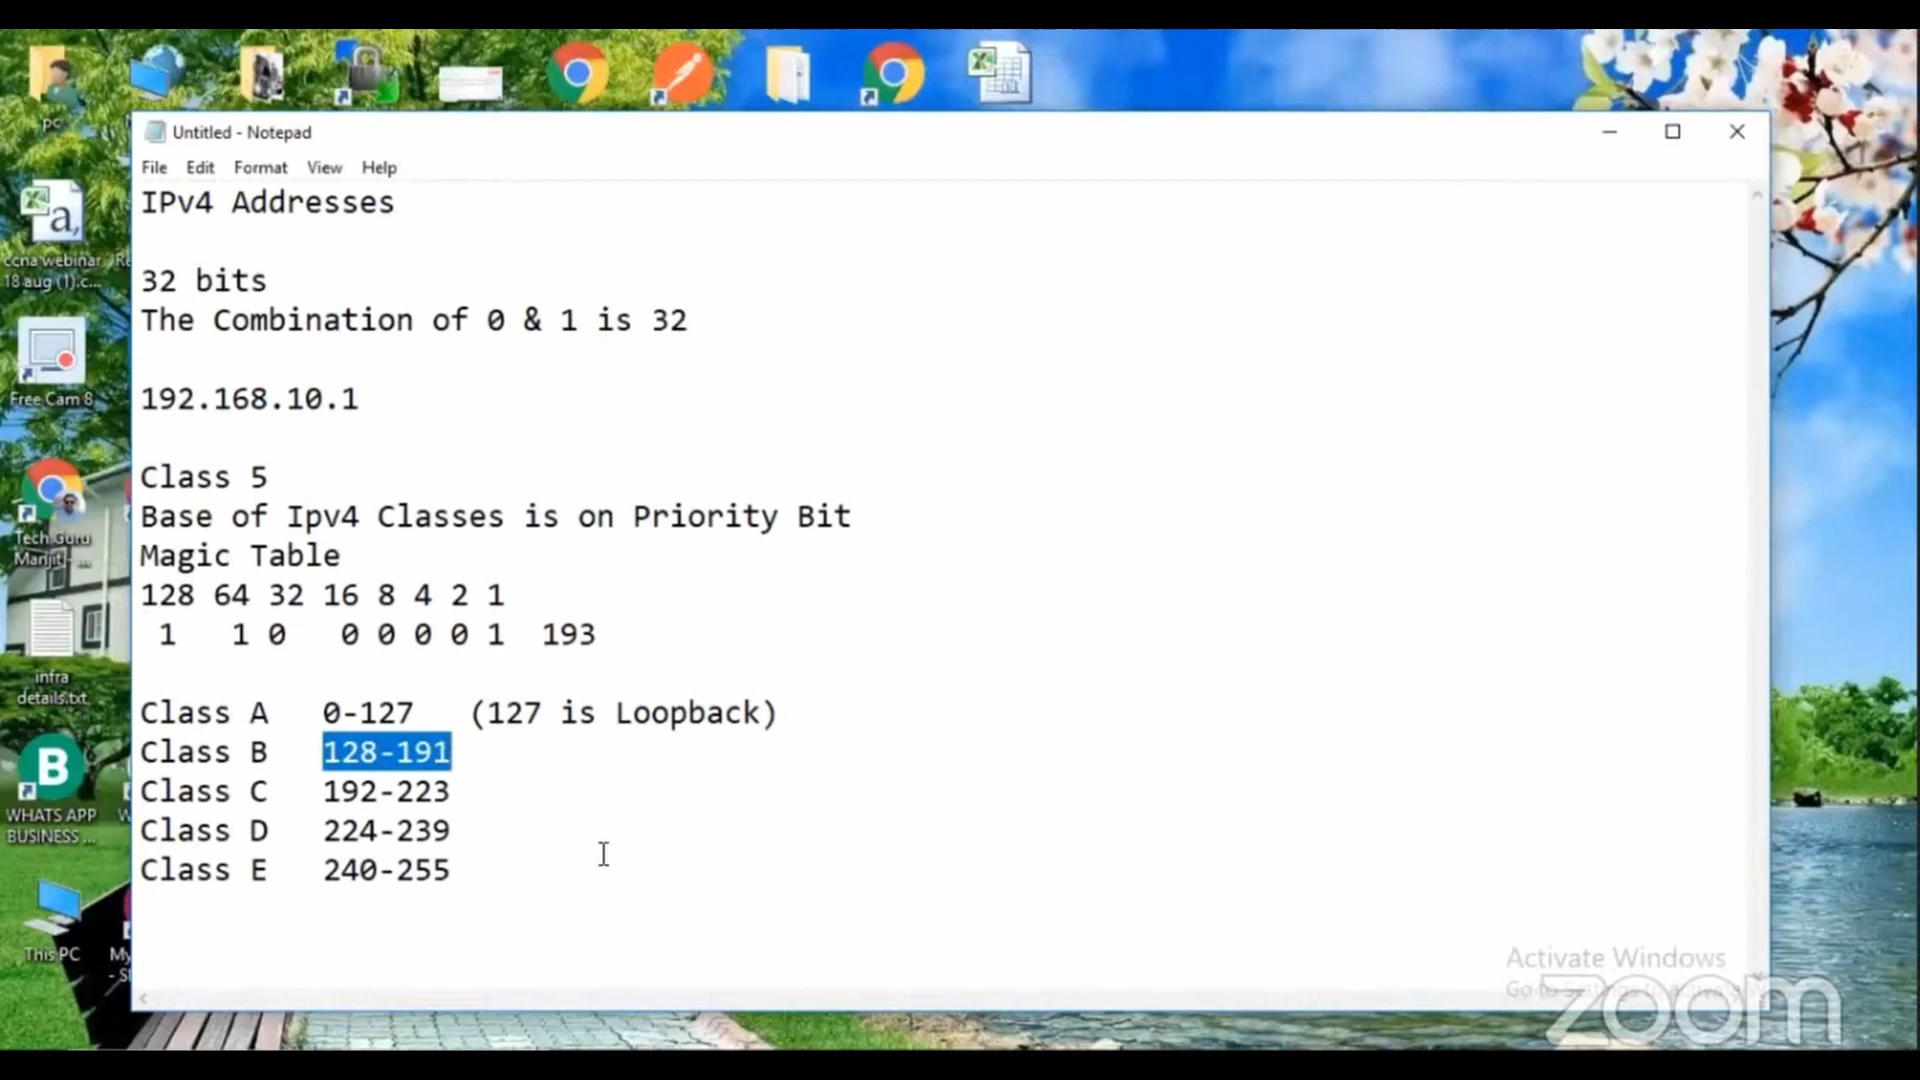 pc
Untitled - Notepad
File Edit Format View Help
IPv4 Addresses
32 bits
The Combination of 0 & 1 is 32
192.168.10.1
Class 5
Base of Ipv4 Classes is on Priority Bit
Magic Table
128 64 32 16 8 4 2 1
1 1 0 0 0 0 0 1 193
Class A 0-127 (127 is Loopback)
Class B 128-191
Class C 192-223
Class D 224-239
Class E 240-255
ccna webinar
18 aug (1).c...
Free Cam 8
Tech Guru
Manjit - ...
infra
details.txt
WHATS APP
BUSINESS ...
This PC
Activate Windows
zoom